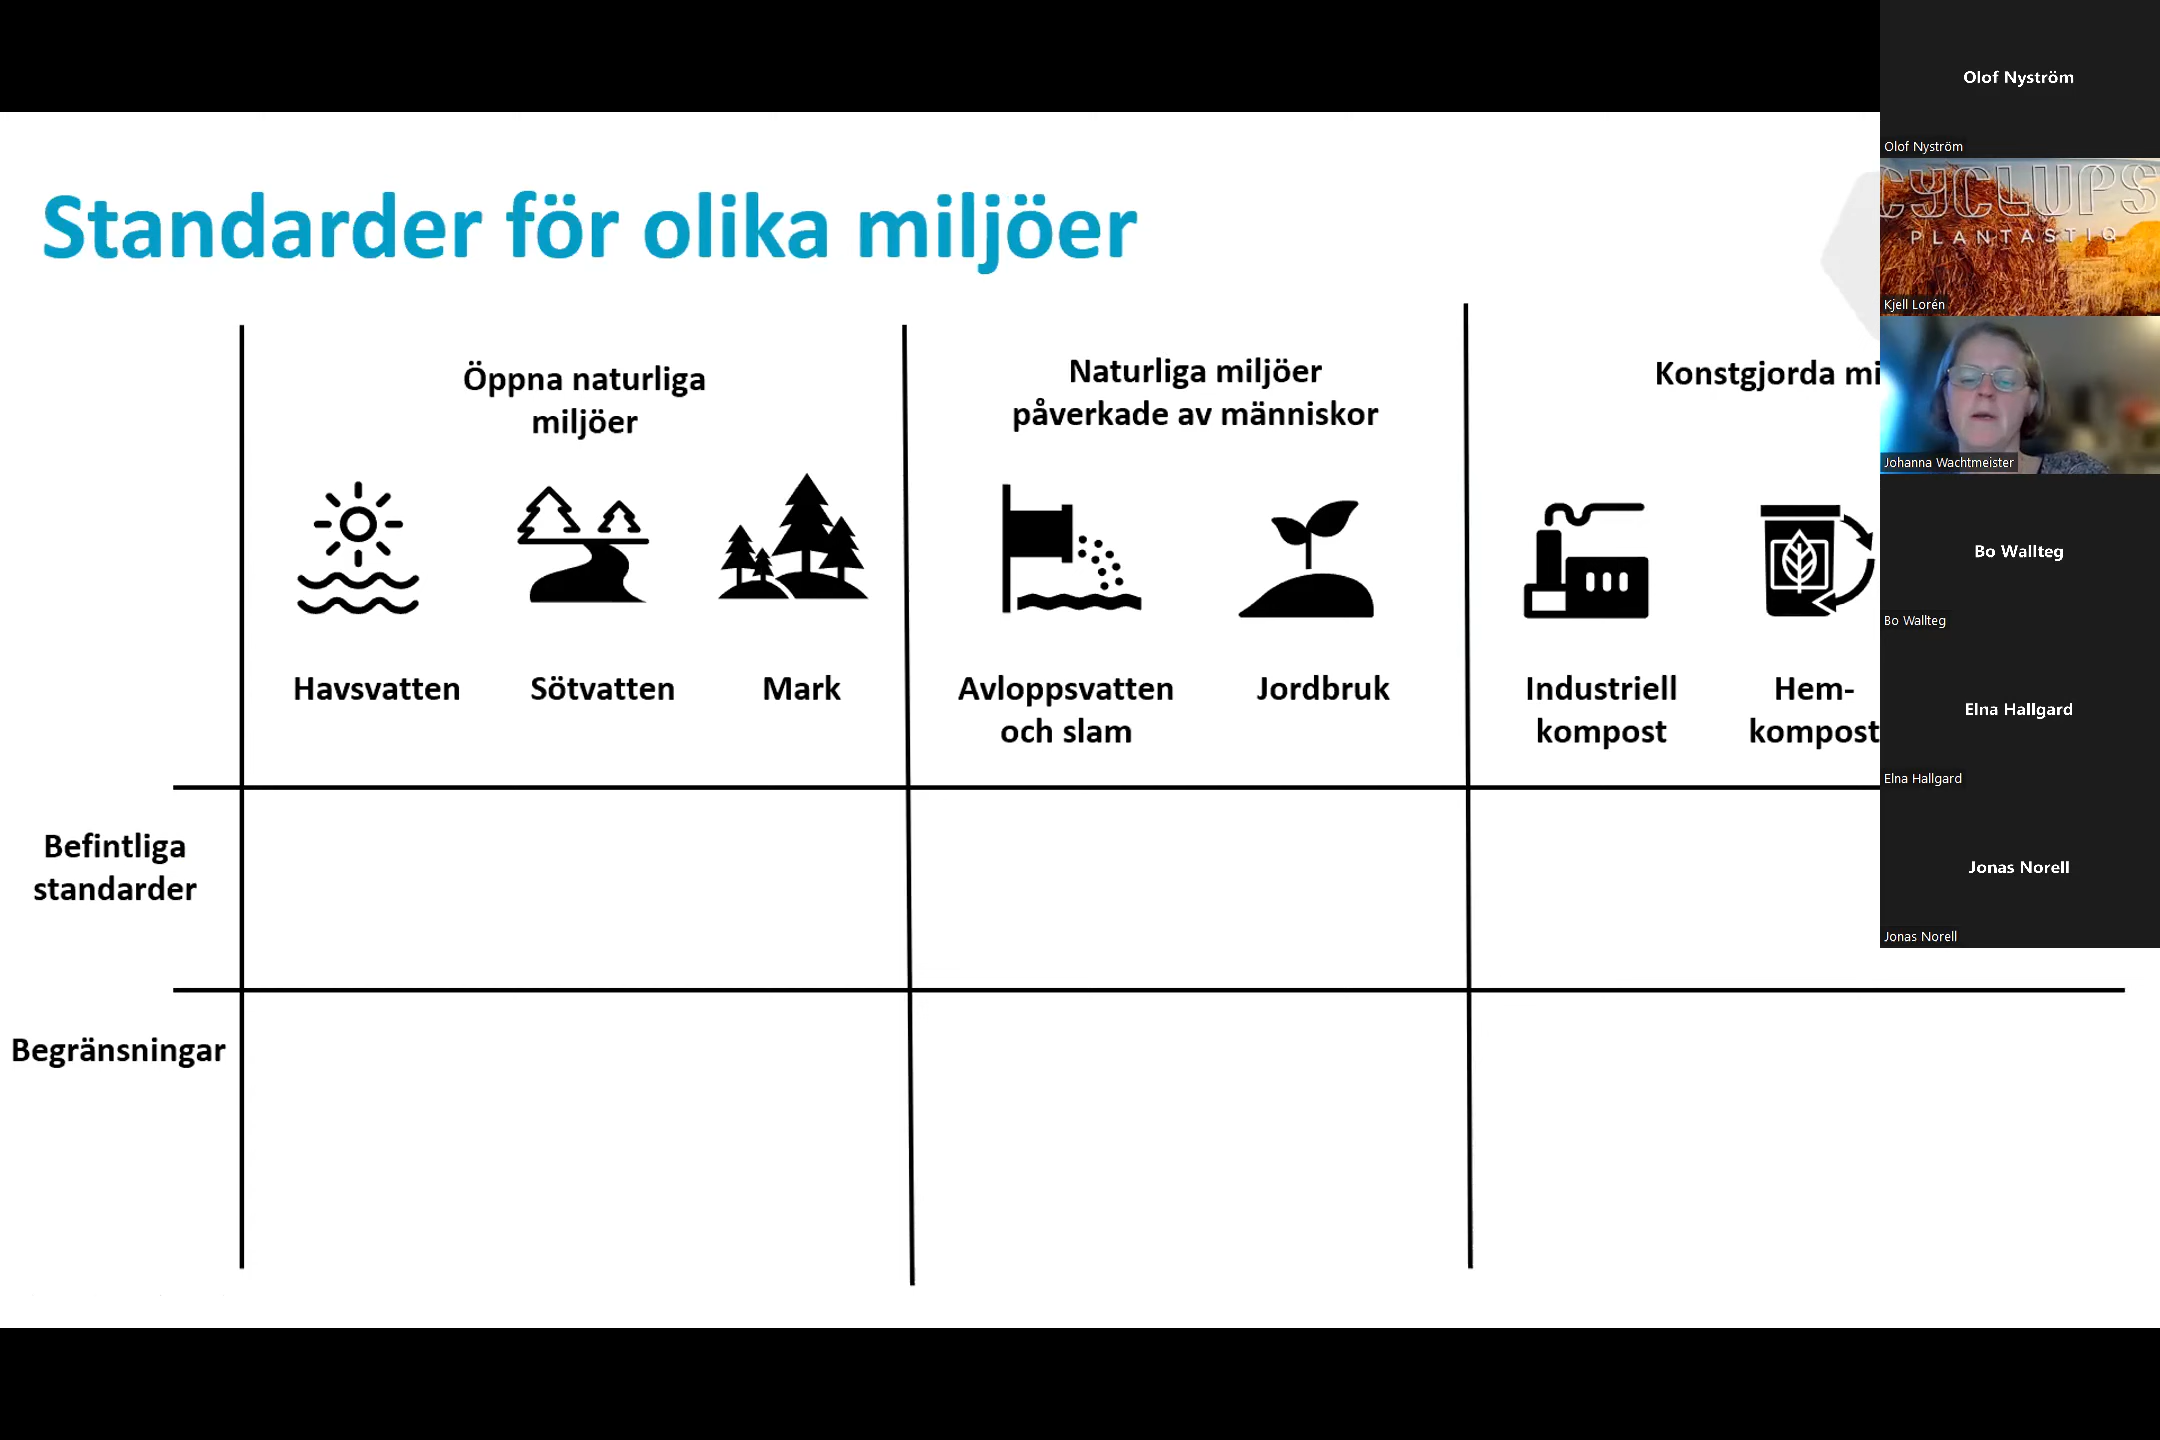 Standarder för olika miljöer
Öppna naturliga
miljöer
Naturliga miljöer
påverkade av människor
Konstgjorda mi
Havsvatten
Sötvatten
Mark
Avloppsvatten
och slam
Jordbruk
Industriell
kompost
Hem-
kompost
Befintliga
standarder
Begränsningar
Olof Nyström
Olof Nyström
CYCLUPS
PLANTASTIQ
Kjell Lorén
Johanna Wachtmeister
Bo Wallteg
Bo Wallteg
Elna Hallgard
Elna Hallgard
Jonas Norell
Jonas Norell